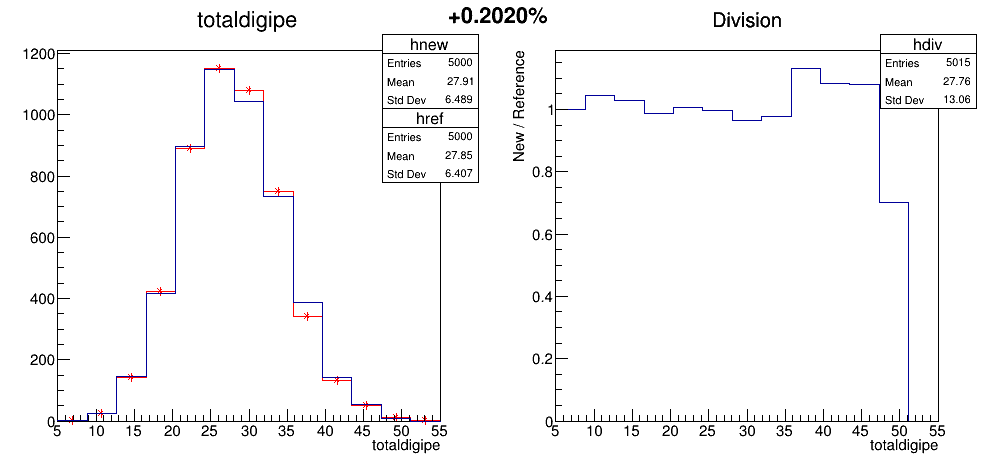 +0.2020%
totaldigipe
hnew
Entries 5000
Mean 27.91
Std Dev 6.489
href
Entries 5000
Mean 27.85
Std Dev 6.407
1200
1000
800
600
400
200
0
5 10 15 20 25 30 35 40 45 50 55
totaldigipe
Division
hdiv
Entries 5015
Mean 27.76
Std Dev 13.06
New / Reference
1
0.8
0.6
0.4
0.2
0
5 10 15 20 25 30 35 40 45 50 55
totaldigipe